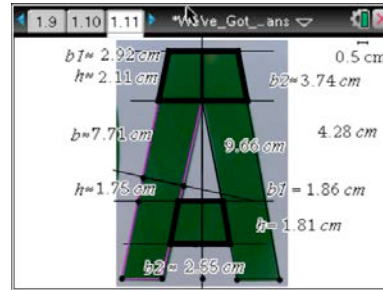 1.9 1.10 1.11 *We've_Got_...ans
b1≈ 2.92 cm
h≈ 2.11 cm
b2≈3.74 cm
0.5 cm
b≈7.71 cm
9.66 cm
4.28 cm
h≈1.75 cm
b1 = 1.86 cm
h= 1.81 cm
b2 ≈ 2.55 cm